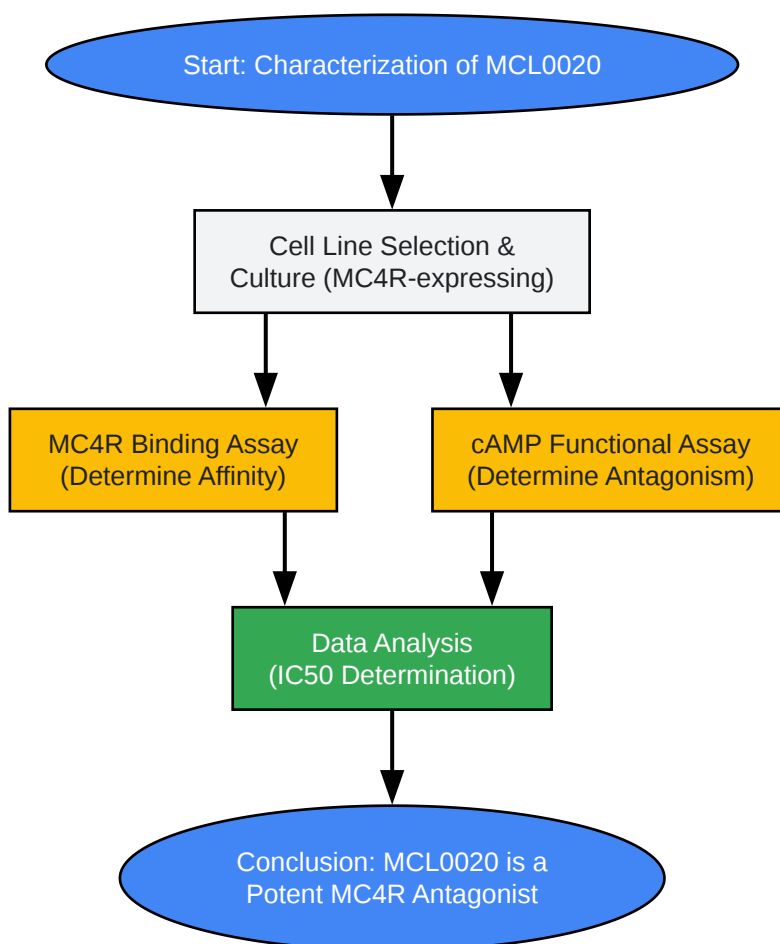 Start: Characterization of MCL0020
Cell Line Selection &
Culture (MC4R-expressing)
MC4R Binding Assay
(Determine Affinity)
cAMP Functional Assay
(Determine Antagonism)
Data Analysis
(IC50 Determination)
Conclusion: MCL0020 is a
Potent MC4R Antagonist